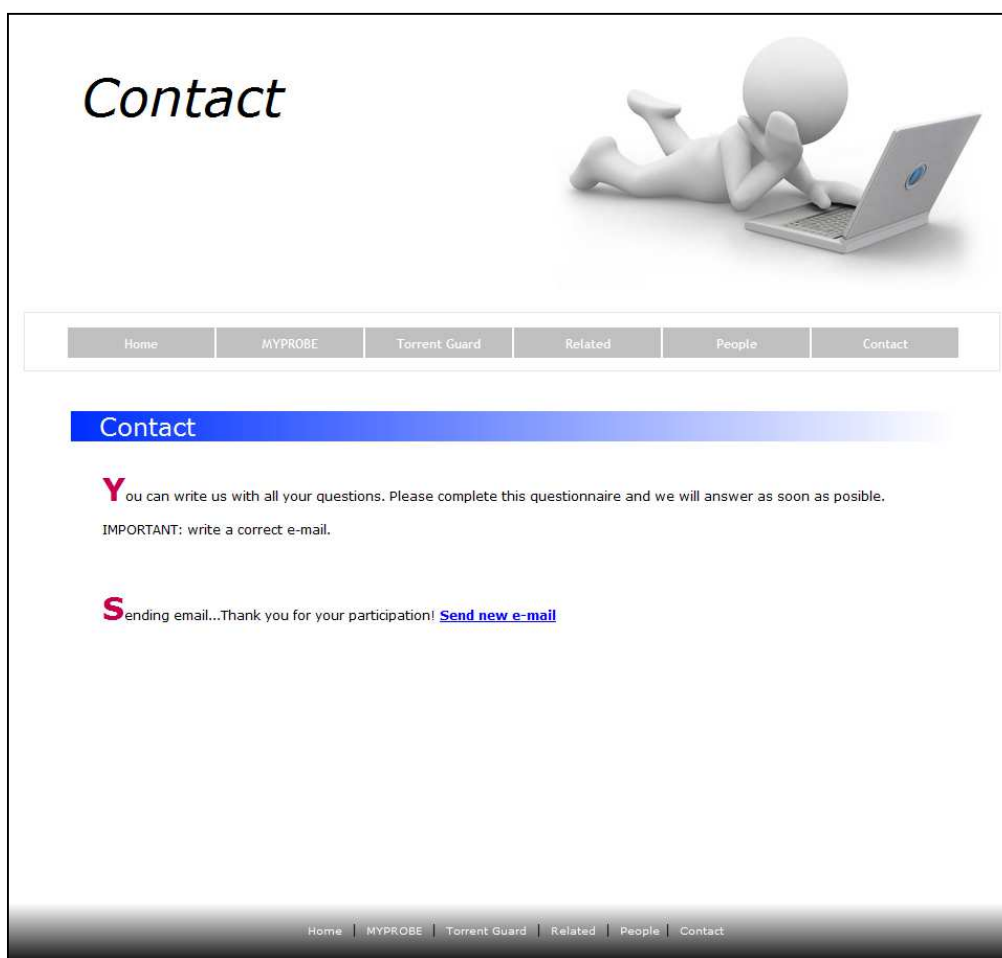 Contact
Home MYPROBE Torrent Guard Related People Contact
Contact
You can write us with all your questions. Please complete this questionnaire and we will answer as soon as posible.
IMPORTANT: write a correct e-mail.
Sending email...Thank you for your participation! Send new e-mail
Home | MYPROBE | Torrent Guard | Related | People | Contact